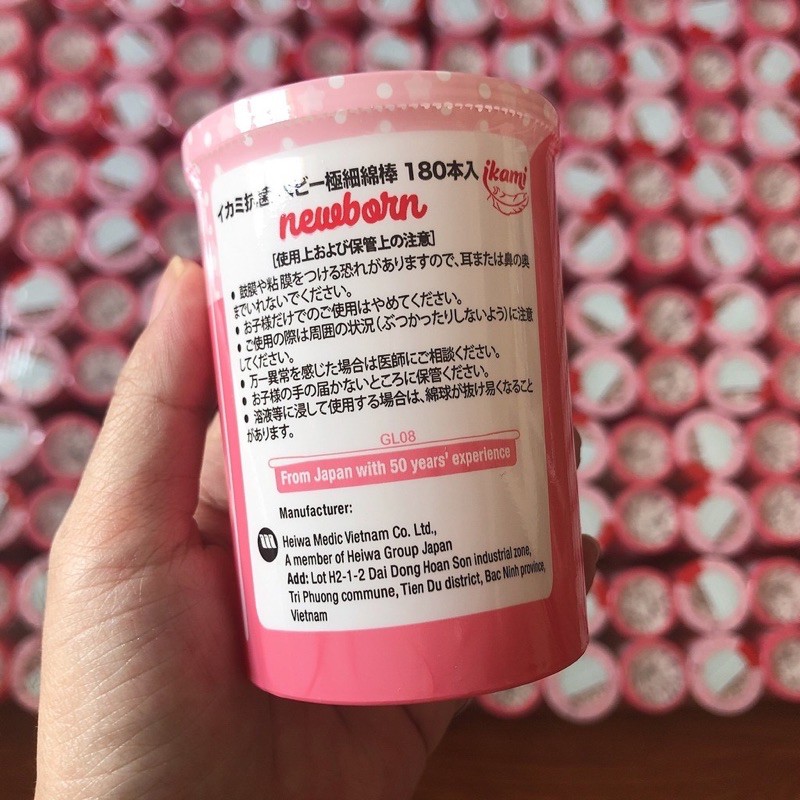 イカミ抗菌 ベビー極細綿棒 180本入
ikami
newborn
[使用上および保管上の注意]
• 鼓膜や粘膜をつける恐れがありますので、耳または鼻の奥
までいれないでください。
• お子様だけでのご使用はやめてください。
• ご使用の際は周囲の状況(ぶつかったりしないよう)に注意
してください。
• 万一異常を感じた場合は医師にご相談ください。
• お子様の手の届かないところに保管ください。
• 溶液等に浸して使用する場合は、綿球が抜け易くなること
があります。
GL08
From Japan with 50 years' experience
Manufacturer:
Heiwa Medic Vietnam Co. Ltd.,
A member of Heiwa Group Japan
Add: Lot H2-1-2 Dai Dong Hoan Son industrial zone,
Tri Phuong commune, Tien Du district, Bac Ninh province,
Vietnam